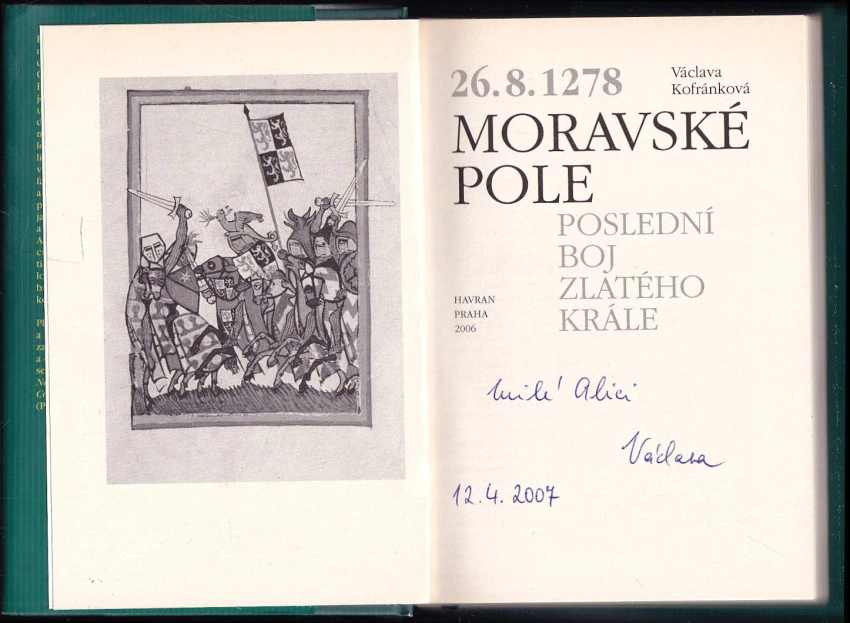 26.8.1278
Václava
Kofránková
MORAVSKÉ
POLE
POSLEDNÍ
BOJ
ZLATÉHO
KRÁLE
HAVRAN
PRAHA
2006
Milé Alici
Václava
12.4.2007